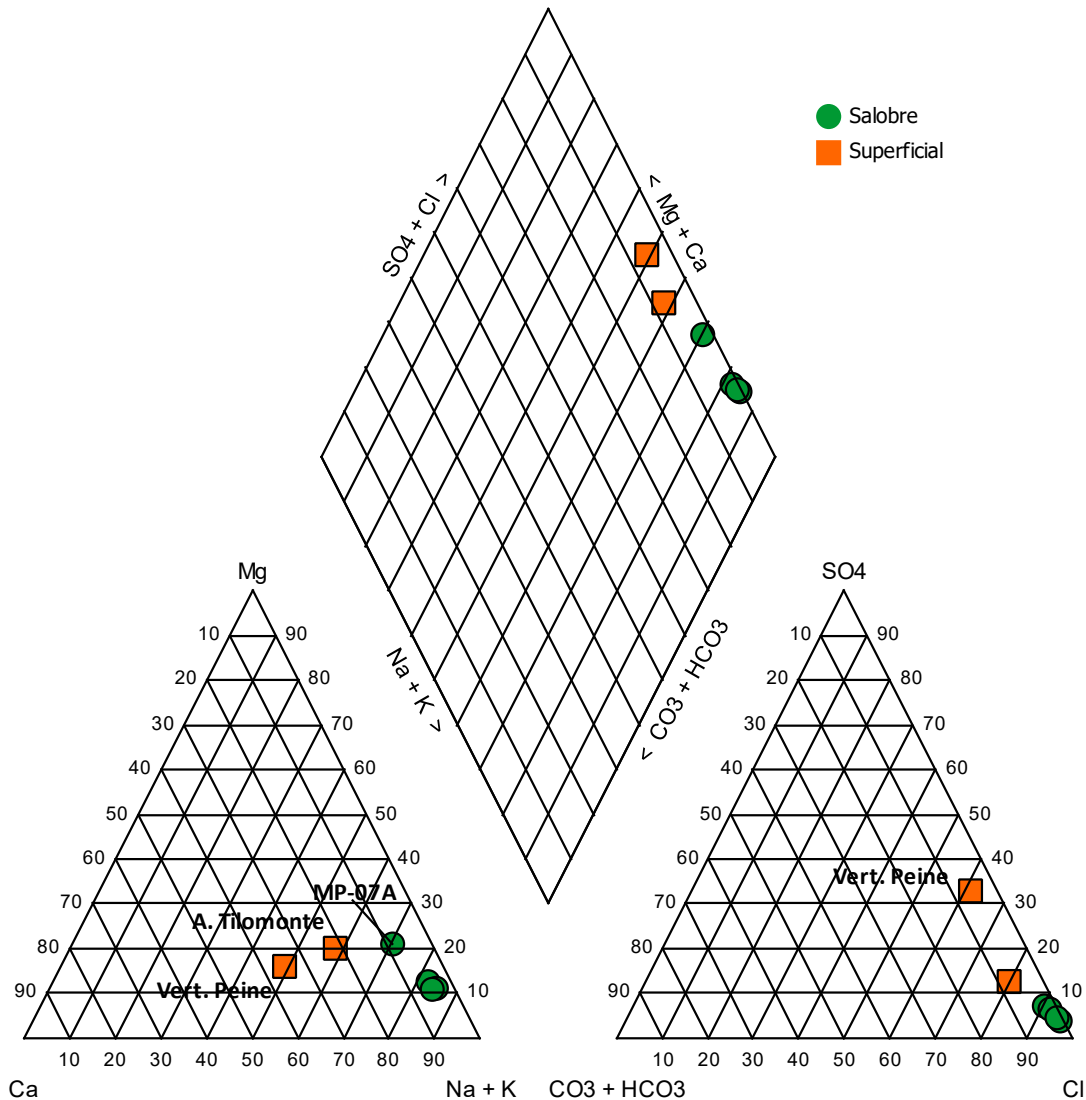 Salobre
Superficial
SO4 + Cl >
< Mg + Ca
Na + K >
< CO3 + HCO3
Mg
10 90
20 80
30 70
40 60
50 50
60 40
MP-07A
70 30
A. Tilomonte
80 20
Vert. Peine
90 10
10 20 30 40 50 60 70 80 90
Ca Na + K
SO4
10 90
20 80
30 70
40 60
50 50
60 40
Vert. Peine
70 30
80 20
90 10
10 20 30 40 50 60 70 80 90
CO3 + HCO3 Cl